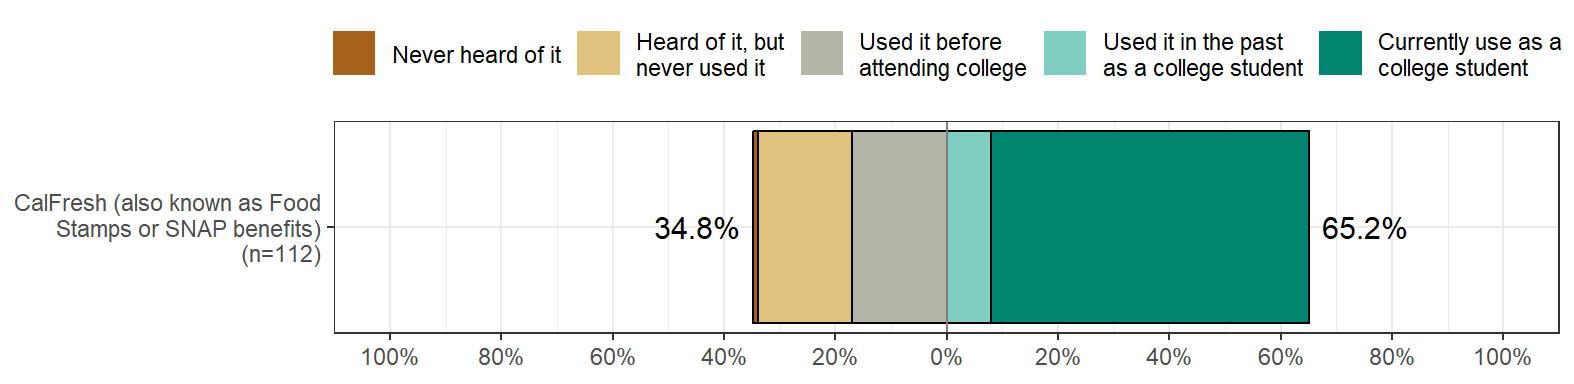 Never heard of it
Heard of it, but
never used it
Used it before
attending college
Used it in the past
as a college student
Currently use as a
college student
CalFresh (also known as Food
Stamps or SNAP benefits)
(n=112)
34.8%
65.2%
100%
80%
60%
40%
20%
0%
20%
40%
60%
80%
100%